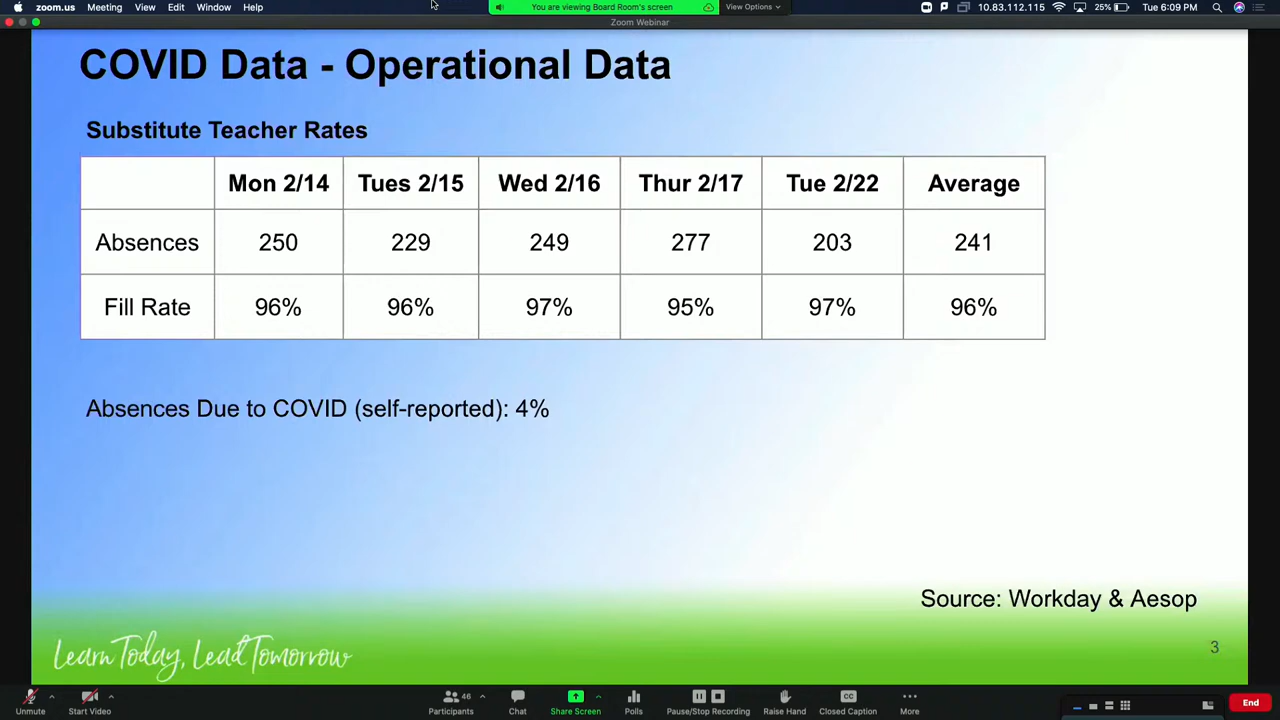 zoom.us Meeting View Edit Window Help
You are viewing Board Room's screen View Options
10.83.112.115 25% Tue 6:09 PM
Zoom Webinar
COVID Data - Operational Data
Substitute Teacher Rates
Mon 2/14 Tues 2/15 Wed 2/16 Thur 2/17 Tue 2/22 Average
Absences 250 229 249 277 203 241
Fill Rate 96% 96% 97% 95% 97% 96%
Absences Due to COVID (self-reported): 4%
Source: Workday & Aesop
Learn Today, Lead Tomorrow
3
46
Unmute Start Video Participants Chat Share Screen Polls Pause/Stop Recording Raise Hand Closed Caption More End